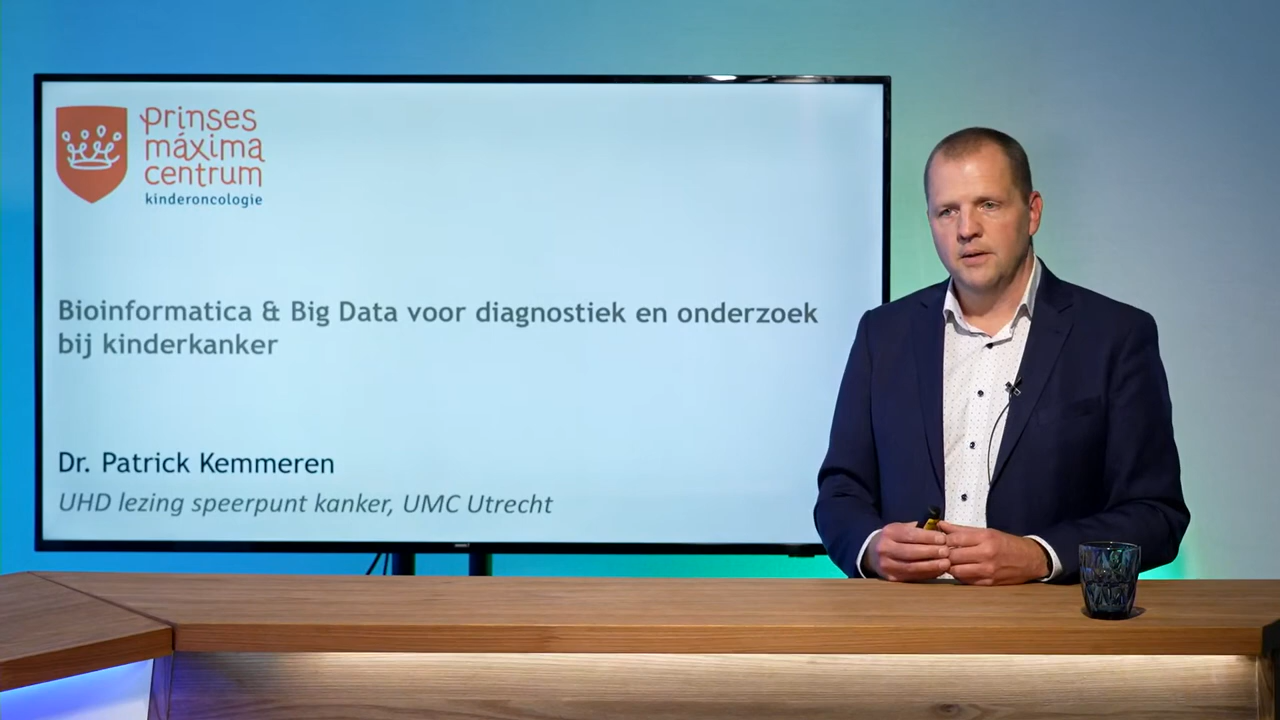 prinses
máxima
centrum
kinderoncologie
Bioinformatica & Big Data voor diagnostiek en onderzoek
bij kinderkanker
Dr. Patrick Kemmeren
UHD lezing speerpunt kanker, UMC Utrecht